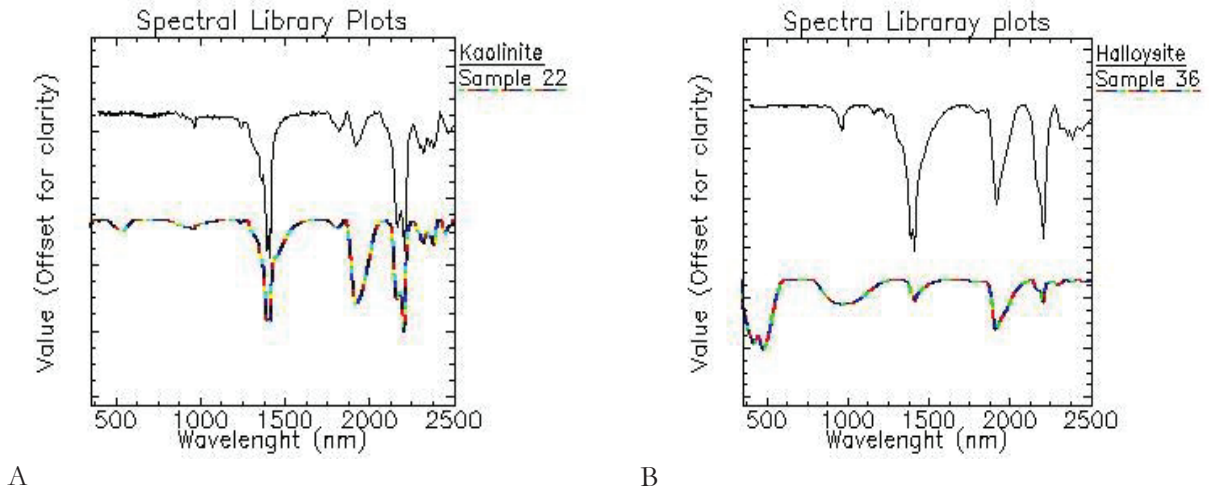 Spectral Library Plots
Value (Offset for clarity)
Kaolinite
Sample 22
500 1000 1500 2000 2500
Wavelenght (nm)
A
Spectra Libraray plots
Value (Offset for clarity)
Halloysite
Sample 36
500 1000 1500 2000 2500
Wavelenght (nm)
B